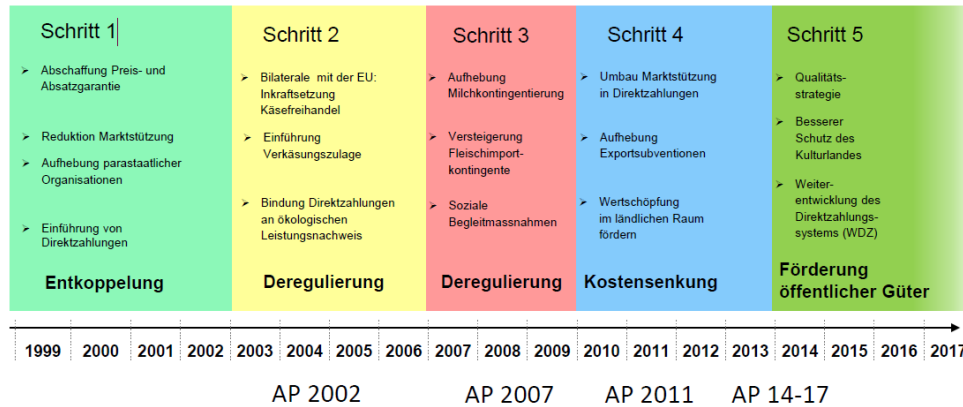 Schritt 1
Abschaffung Preis- und
Absatzgarantie
Reduktion Marktstützung
Aufhebung parastaatlicher
Organisationen
Einführung von
Direktzahlungen
Entkoppelung
Schritt 2
Bilaterale mit der EU:
Inkraftsetzung
Käsefreihandel
Einführung
Verkäsungszulage
Bindung Direktzahlungen
an ökologischen
Leistungsnachweis
Deregulierung
Schritt 3
Aufhebung
Milchkontingentierung
Versteigerung
Fleischimport-
kontingente
Soziale
Begleitmassnahmen
Deregulierung
Schritt 4
Umbau Marktstützung
in Direktzahlungen
Aufhebung
Exportsubventionen
Wertschöpfung
im ländlichen Raum
fördern
Kostensenkung
Schritt 5
Qualitäts-
strategie
Besserer
Schutz des
Kulturlandes
Weiter-
entwicklung des
Direktzahlungs-
systems (WDZ)
Förderung
öffentlicher Güter
1999 2000 2001 2002 2003 2004 2005 2006 2007 2008 2009 2010 2011 2012 2013 2014 2015 2016 2017
AP 2002 AP 2007 AP 2011 AP 14-17